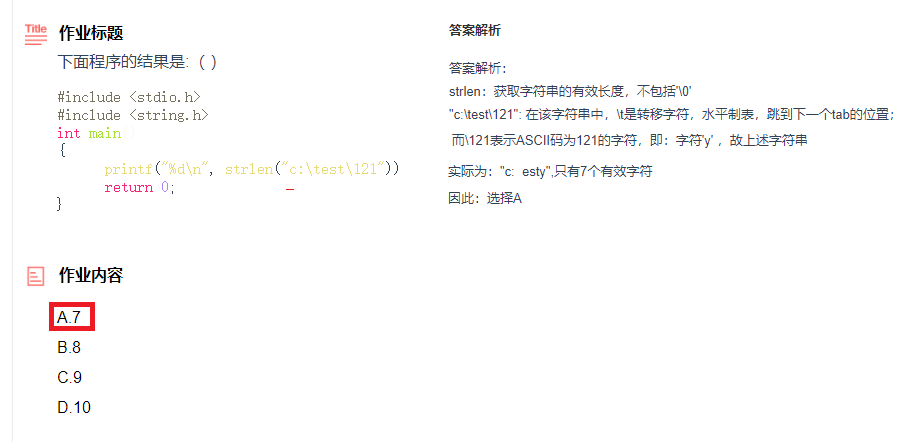 Title 作业标题
下面程序的结果是:( )
#include <stdio.h>
#include <string.h>
int main
{
printf("%d\n", strlen("c:\test\121"))
return 0;
}
作业内容
A.7
B.8
C.9
D.10
答案解析
答案解析：
strlen：获取字符串的有效长度，不包括'\0'
"c:\test\121": 在该字符串中，\t是转移字符，水平制表，跳到下一个tab的位置；
而\121表示ASCII码为121的字符，即：字符'y' ，故上述字符串
实际为："c: esty",只有7个有效字符
因此：选择A